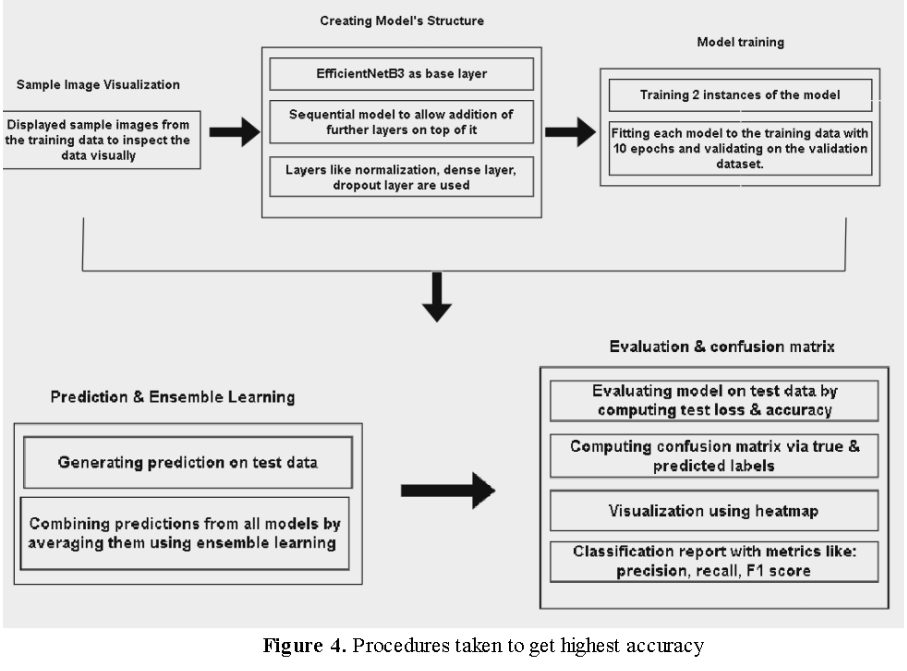 Sample Image Visualization
Displayed sample images from
the training data to inspect the
data visually
Creating Model's Structure
EfficientNetB3 as base layer
Sequential model to allow addition of
further layers on top of it
Layers like normalization, dense layer,
dropout layer are used
Model training
Training 2 instances of the model
Fitting each model to the training data with
10 epochs and validating on the validation
dataset.
Prediction & Ensemble Learning
Generating prediction on test data
Combining predictions from all models by
averaging them using ensemble learning
Evaluation & confusion matrix
Evaluating model on test data by
computing test loss & accuracy
Computing confusion matrix via true &
predicted labels
Visualization using heatmap
Classification report with metrics like:
precision, recall, F1 score
Figure 4. Procedures taken to get highest accuracy